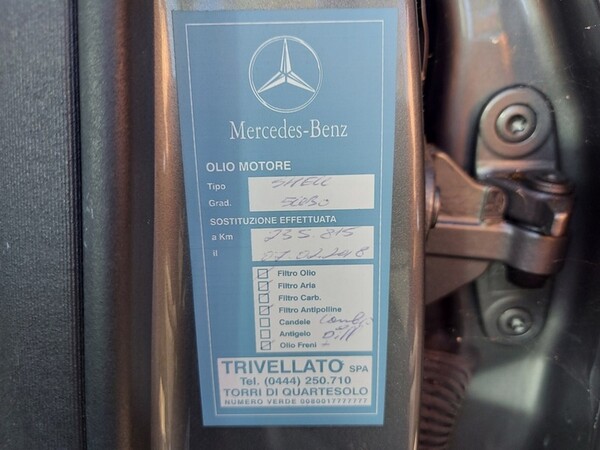 Mercedes-Benz
OLIO MOTORE
Tipo SHELL
Grad. 5W30
SOSTITUZIONE EFFETTUATA
a Km 235.815
il
Filtro Olio
Filtro Aria
Filtro Carb.
Filtro Antipolline
Candele
Antigelo
Olio Freni +
TRIVELLATO SPA
Tel. (0444) 250.710
TORRI DI QUARTESOLO
NUMERO VERDE